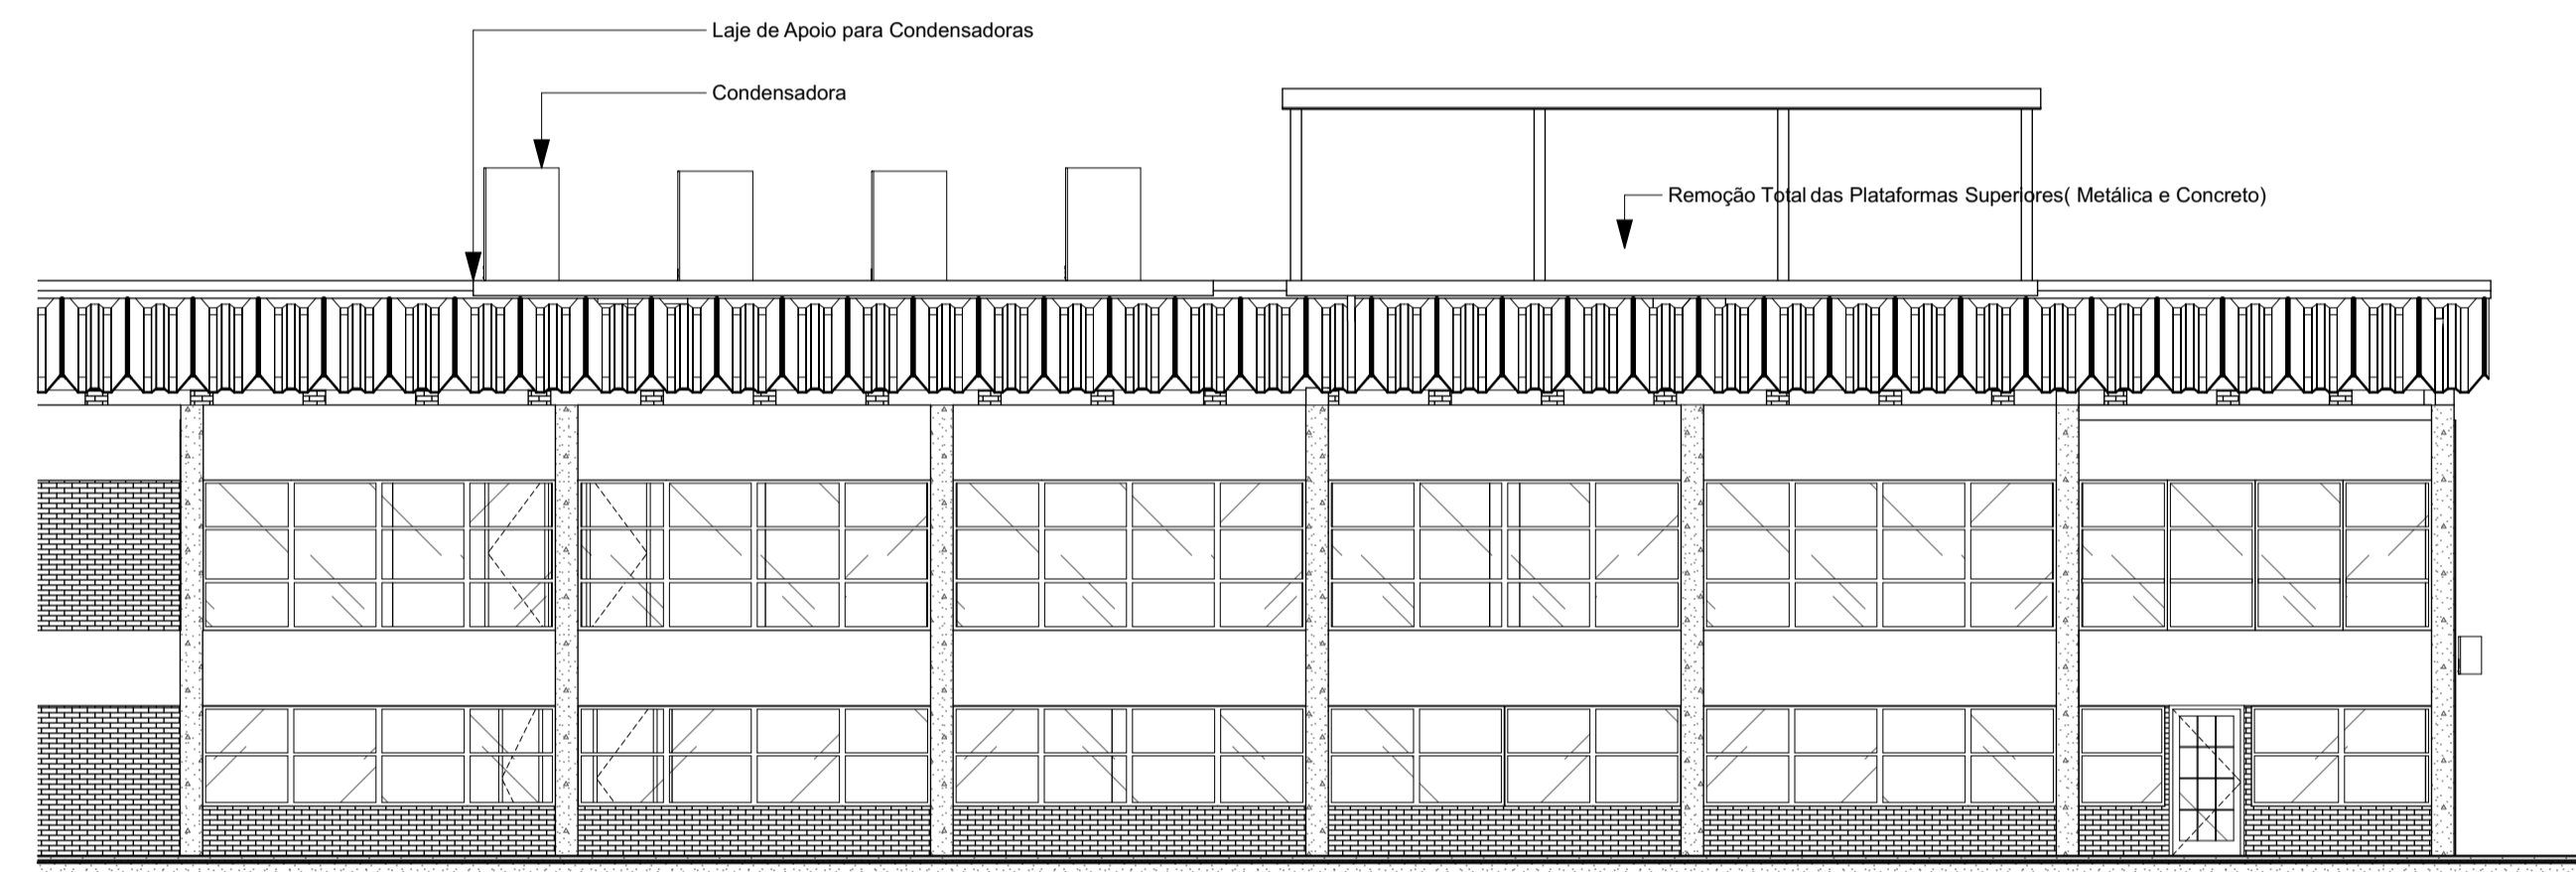 Laje de Apoio para Condensadoras
Condensadora
Remoção Total das Plataformas Superiores( Metálica e Concreto)